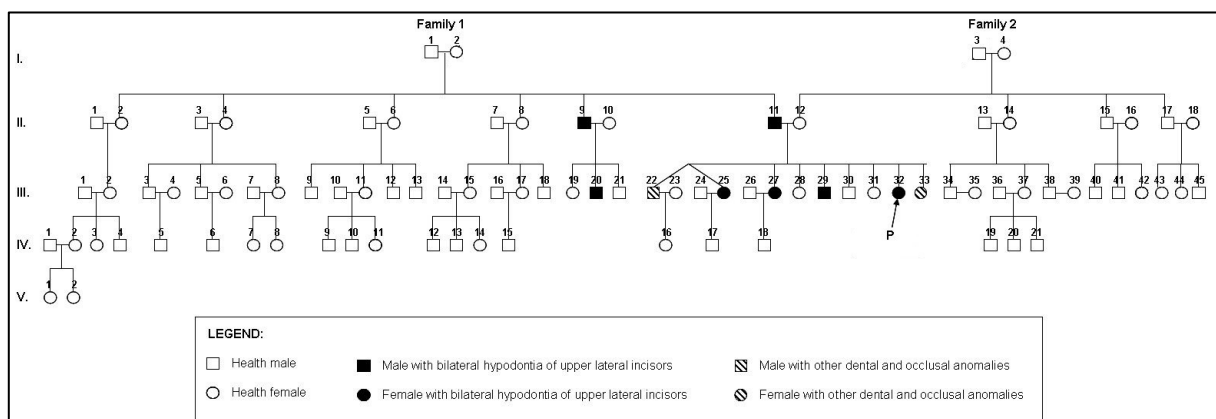 Family 1 Family 2
1 2 3 4
I.
1 2 3 4 5 6 7 8 9 10 11 12 13 14 15 16 17 18
II.
1 2 3 4 5 6 7 8 9 10 11 12 13 14 15 16 17 18 19 20 21 22 23 24 25 26 27 28 29 30 31 32 33 34 35 36 37 38 39 40 41 42 43 44 45
III.
1 2 3 4 5 6 7 8 9 10 11 12 13 14 15 16 17 18 19 20 21
IV.
P
1 2
V.
LEGEND:
Health male Male with bilateral hypodontia of upper lateral incisors Male with other dental and occlusal anomalies
Health female Female with bilateral hypodontia of upper lateral incisors Female with other dental and occlusal anomalies